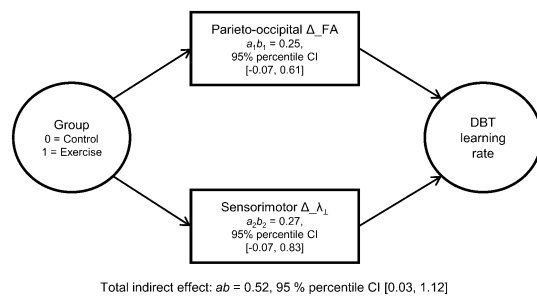 Parieto-occipital Δ_FA
a₁b₁ = 0.25,
95% percentile CI
[-0.07, 0.61]
Group
0 = Control
1 = Exercise
DBT
learning
rate
Sensorimotor Δ_λ⊥
a₂b₂ = 0.27,
95% percentile CI
[-0.07, 0.83]
Total indirect effect: ab = 0.52, 95 % percentile CI [0.03, 1.12]